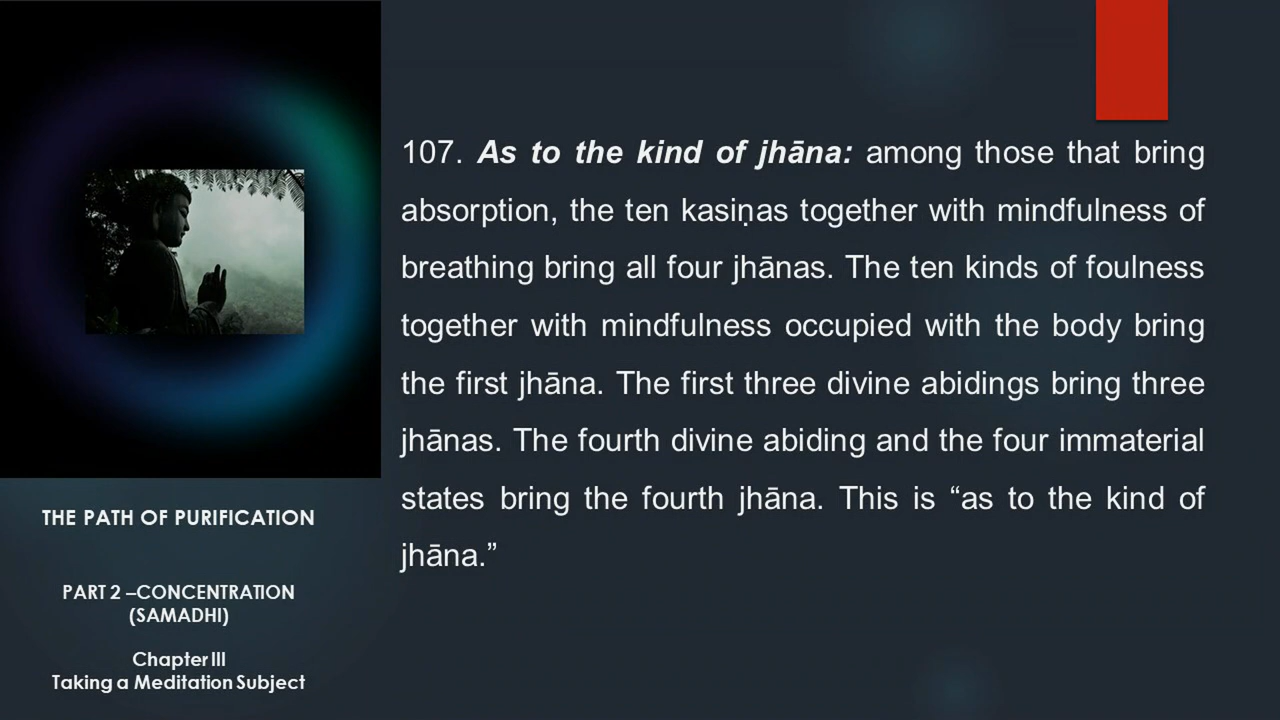 107. As to the kind of jhāna: among those that bring
absorption, the ten kasiṇas together with mindfulness of
breathing bring all four jhānas. The ten kinds of foulness
together with mindfulness occupied with the body bring
the first jhāna. The first three divine abidings bring three
jhānas. The fourth divine abiding and the four immaterial
states bring the fourth jhāna. This is “as to the kind of
jhāna.”
THE PATH OF PURIFICATION
PART 2 –CONCENTRATION
(SAMADHI)
Chapter III
Taking a Meditation Subject